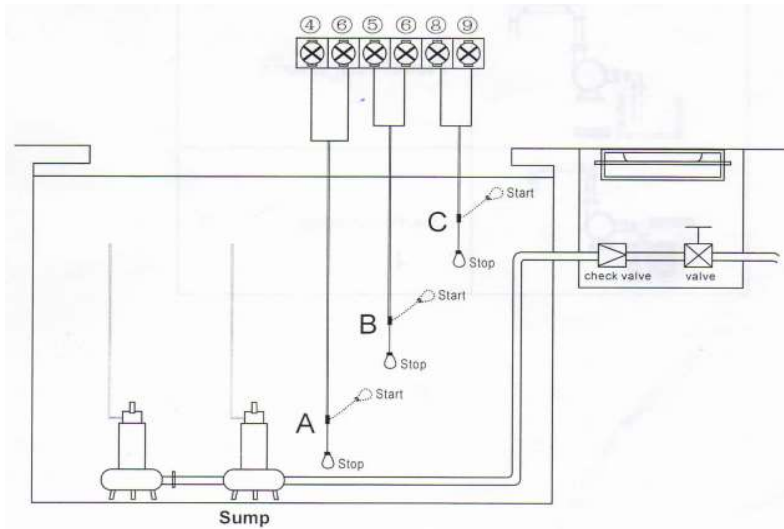 ④ ⑥ ⑤ ⑥ ⑧ ⑨
Start
C
Stop
check valve
valve
Start
B
Stop
Start
A
Stop
Sump